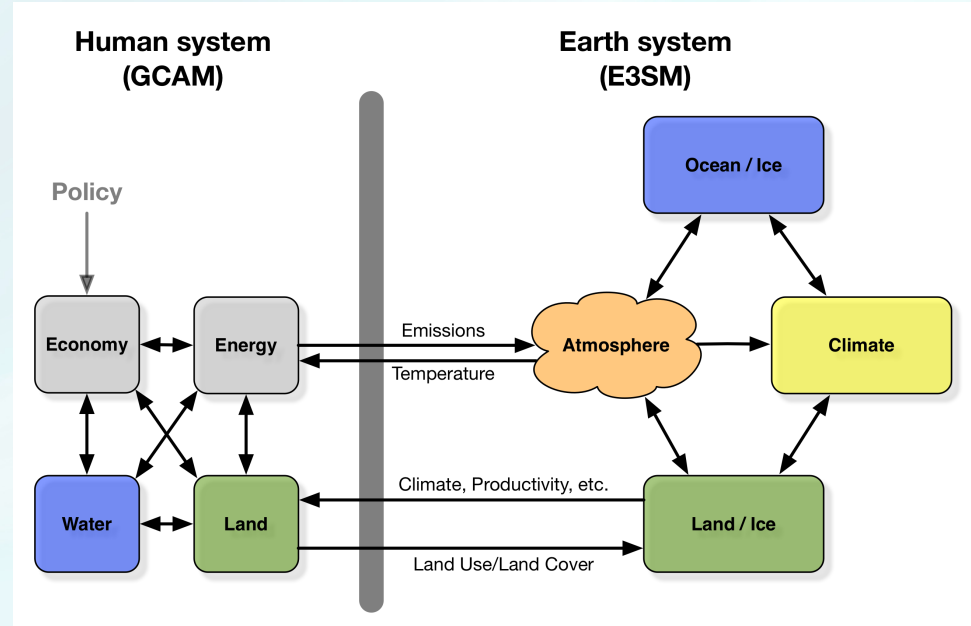 Human system
(GCAM)
Earth system
(E3SM)
Ocean / Ice
Policy
Economy
Energy
Emissions
Temperature
Atmosphere
Climate
Climate, Productivity, etc.
Water
Land
Land / Ice
Land Use/Land Cover